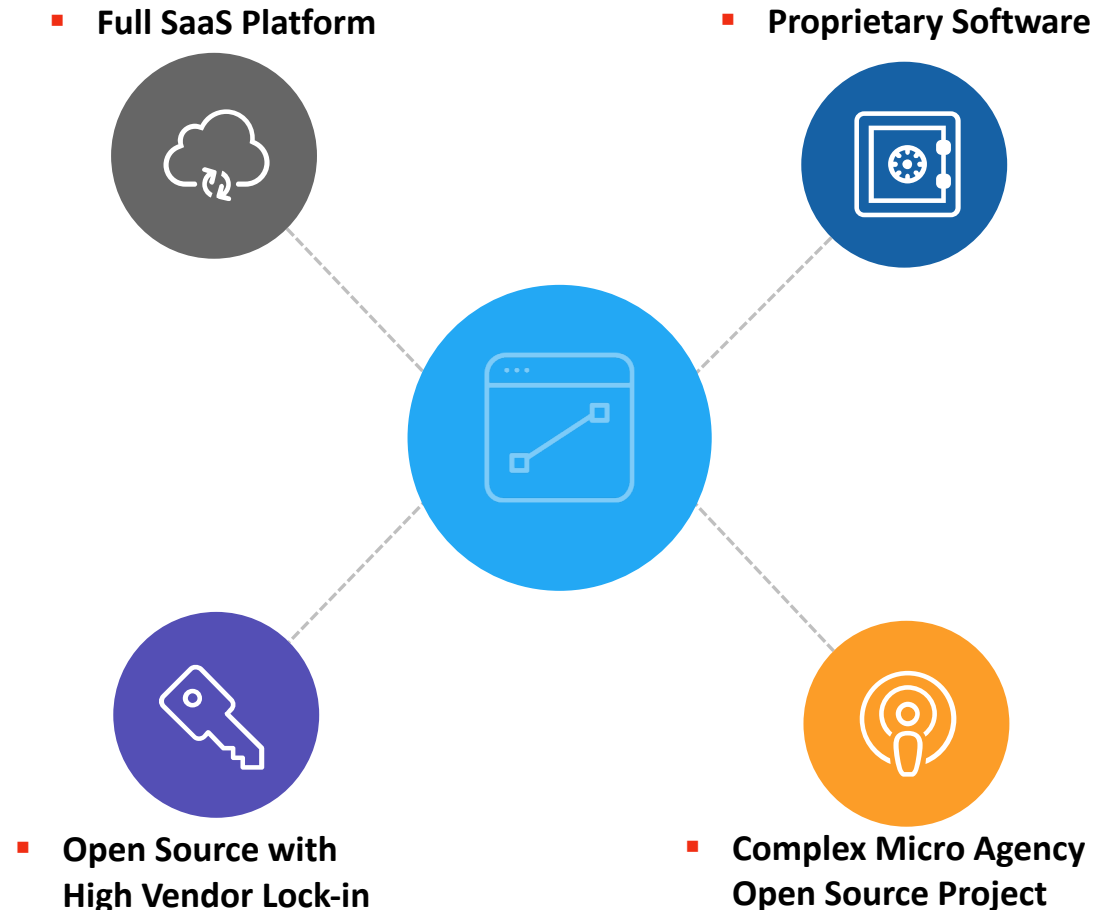 ▪ Full SaaS Platform
▪ Proprietary Software
▪ Open Source with
High Vendor Lock-in
▪ Complex Micro Agency
Open Source Project